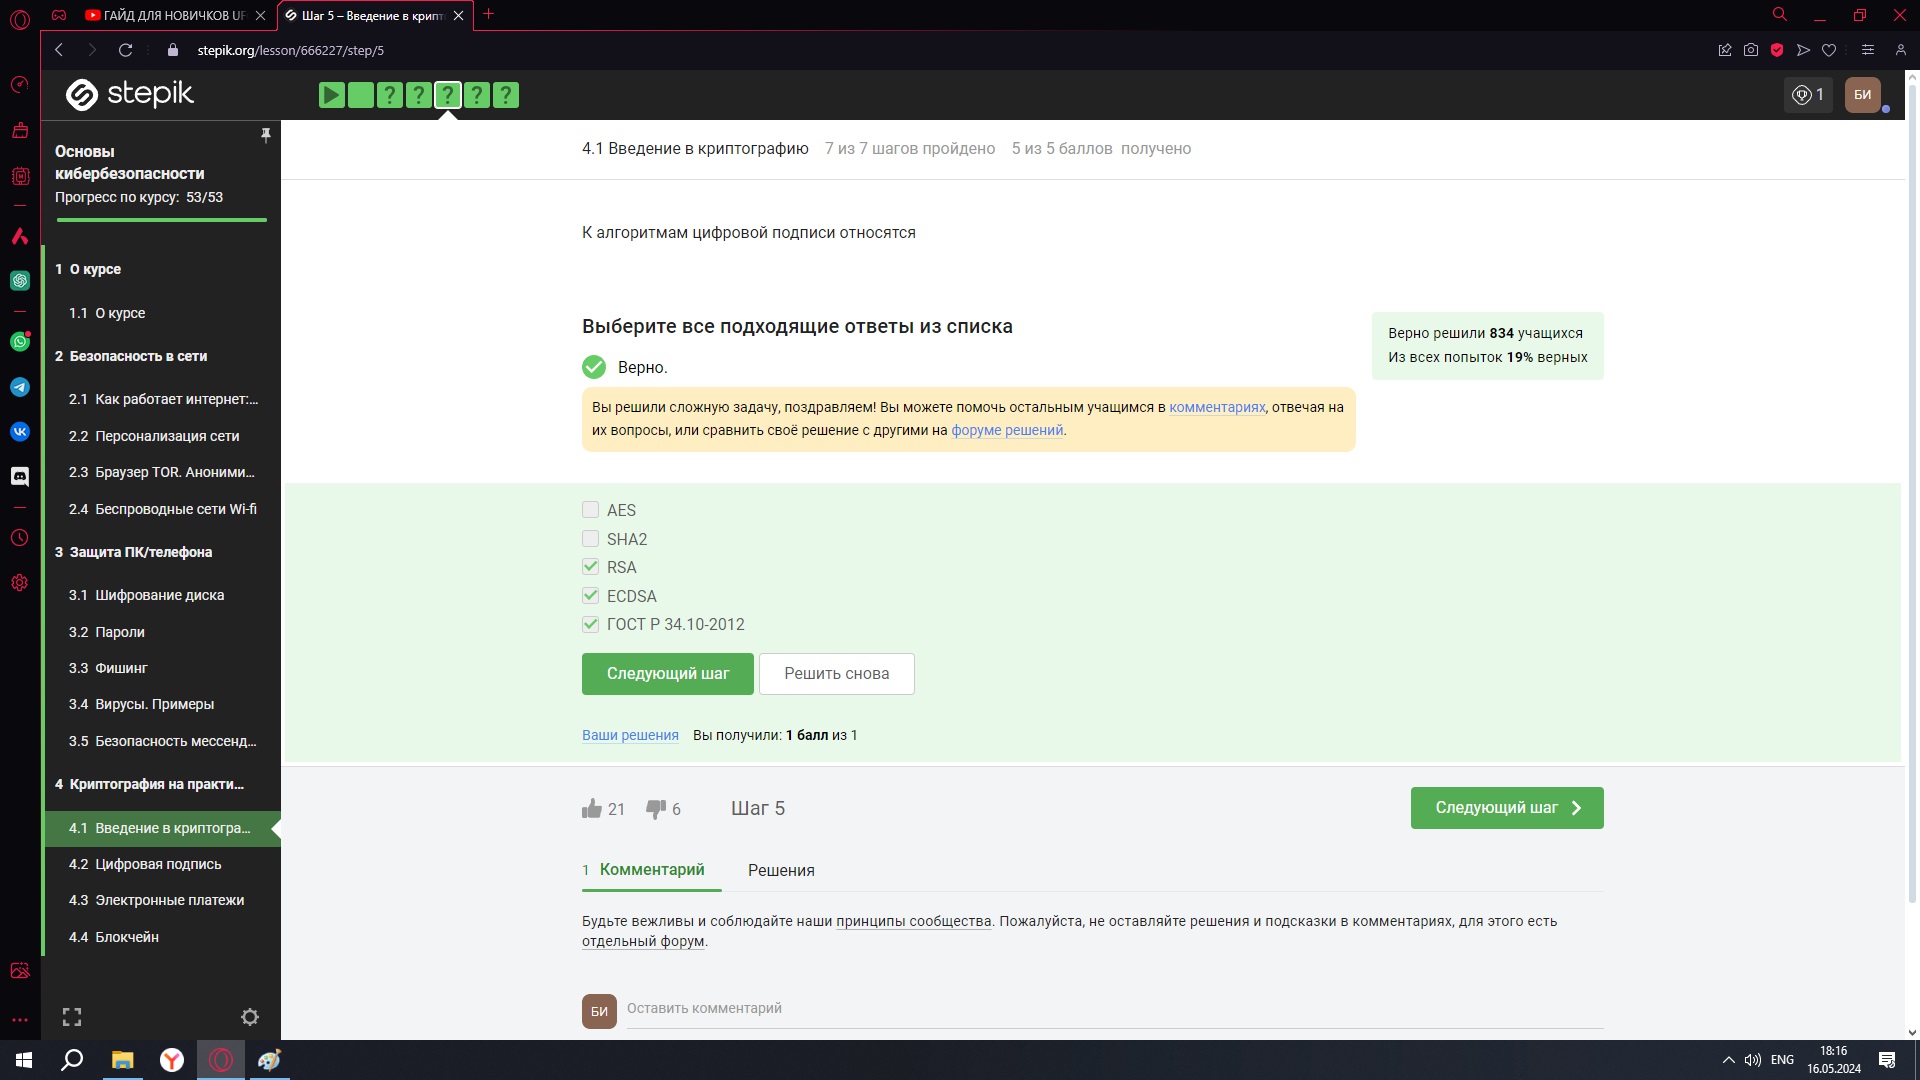 ГАЙД ДЛЯ НОВИЧКОВ UF
Шаг 5 – Введение в крипт
stepik.org/lesson/666227/step/5
stepik
1
БИ
Основы
кибербезопасности
Прогресс по курсу: 53/53
1 О курсе
1.1 О курсе
2 Безопасность в сети
2.1 Как работает интернет:...
2.2 Персонализация сети
2.3 Браузер TOR. Аноними...
2.4 Беспроводные сети Wi-fi
3 Защита ПК/телефона
3.1 Шифрование диска
3.2 Пароли
3.3 Фишинг
3.4 Вирусы. Примеры
3.5 Безопасность мессенд...
4 Криптография на практи...
4.1 Введение в криптогра...
4.2 Цифровая подпись
4.3 Электронные платежи
4.4 Блокчейн
4.1 Введение в криптографию 7 из 7 шагов пройдено 5 из 5 баллов получено
К алгоритмам цифровой подписи относятся
Выберите все подходящие ответы из списка
Верно.
Вы решили сложную задачу, поздравляем! Вы можете помочь остальным учащимся в комментариях, отвечая на
их вопросы, или сравнить своё решение с другими на форуме решений.
Верно решили 834 учащихся
Из всех попыток 19% верных
AES
SHA2
RSA
ECDSA
ГОСТ Р 34.10-2012
Следующий шаг Решить снова
Ваши решения Вы получили: 1 балл из 1
21 6 Шаг 5 Следующий шаг
1 Комментарий Решения
Будьте вежливы и соблюдайте наши принципы сообщества. Пожалуйста, не оставляйте решения и подсказки в комментариях, для этого есть
отдельный форум.
БИ Оставить комментарий
ENG
18:16
16.05.2024